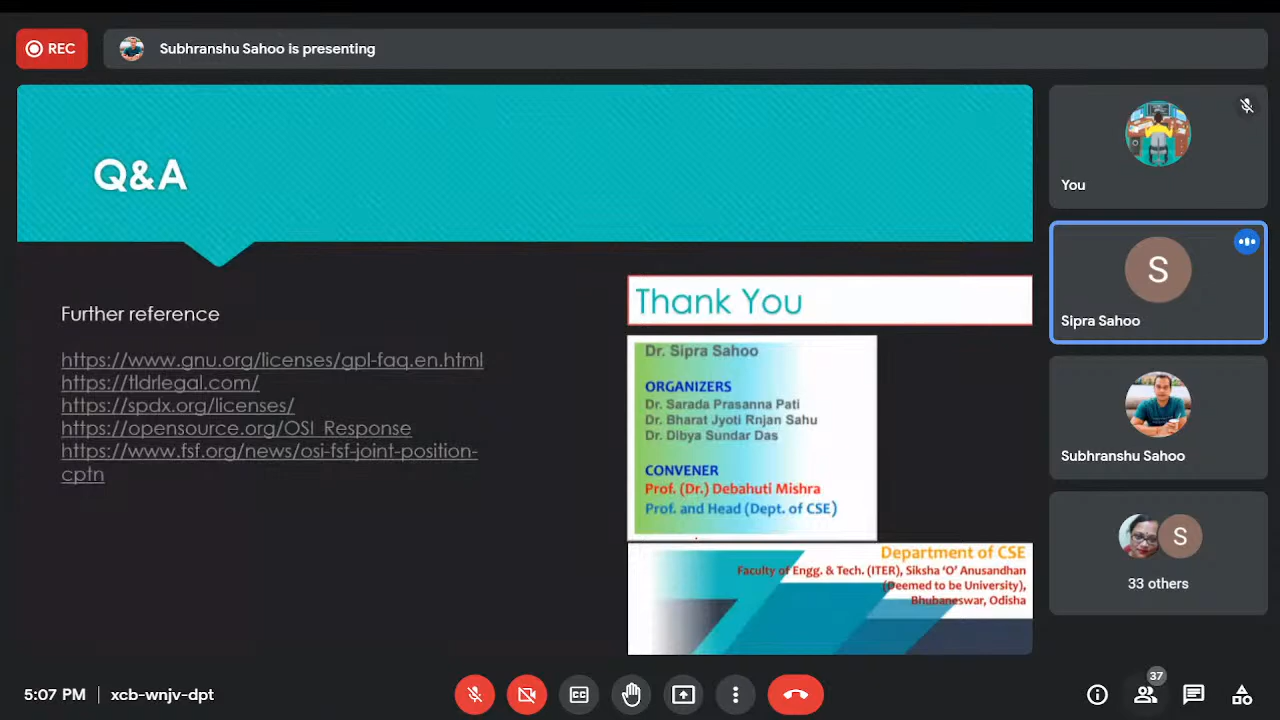 REC
Subhranshu Sahoo is presenting
Q&A
Further reference
https://www.gnu.org/licenses/gpl-faq.en.html
https://tldrlegal.com/
https://spdx.org/licenses/
https://opensource.org/OSI_Response
https://www.fsf.org/news/osi-fsf-joint-position-
cptn
Thank You
Dr. Sipra Sahoo
ORGANIZERS
Dr. Sarada Prasanna Pati
Dr. Bharat Jyoti Rnjan Sahu
Dr. Dibya Sundar Das
CONVENER
Prof. (Dr.) Debahuti Mishra
Prof. and Head (Dept. of CSE)
Department of CSE
Faculty of Engg. & Tech. (ITER), Siksha ‘O’ Anusandhan
(Deemed to be University),
Bhubaneswar, Odisha
You
S
Sipra Sahoo
Subhranshu Sahoo
S
33 others
5:07 PM | xcb-wnjv-dpt
CC
37